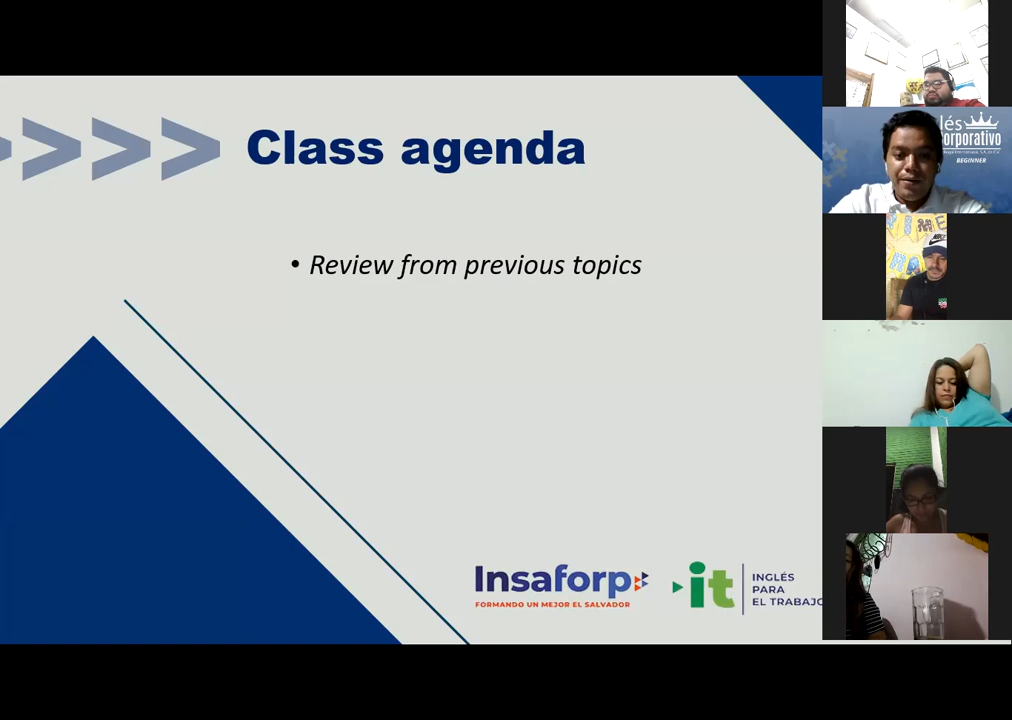 Class agenda
• Review from previous topics
Insaforp
FORMANDO UN MEJOR EL SALVADOR
it
INGLÉS
PARA
EL TRABAJO
lés
orporativo
BEGINNER